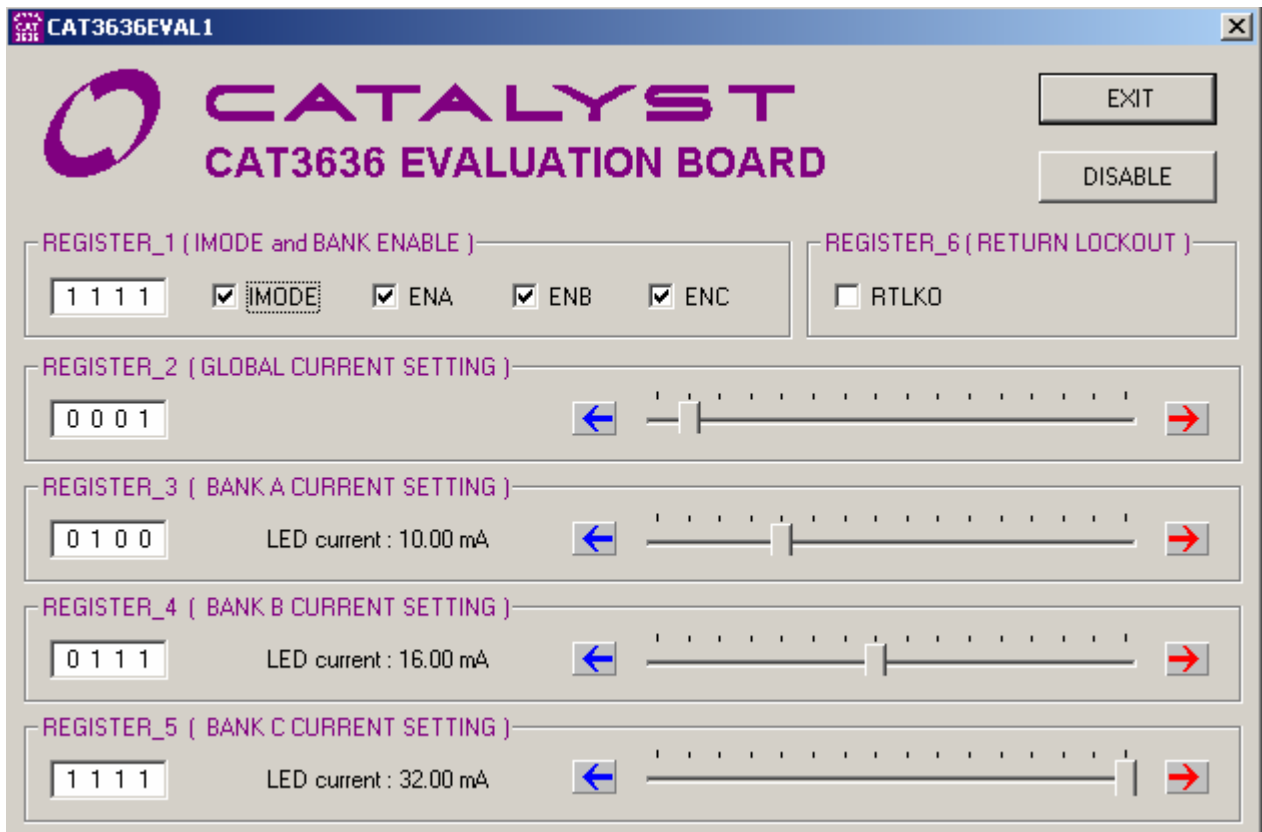 CAT3636EVAL1
CATALYST
CAT3636 EVALUATION BOARD
EXIT
DISABLE
REGISTER_1 ( IMODE and BANK ENABLE )
1 1 1 1 IMODE ENA ENB ENC
REGISTER_6 ( RETURN LOCKOUT )
RTLKO
REGISTER_2 ( GLOBAL CURRENT SETTING )
0 0 0 1
REGISTER_3 ( BANK A CURRENT SETTING )
0 1 0 0 LED current : 10.00 mA
REGISTER_4 ( BANK B CURRENT SETTING )
0 1 1 1 LED current : 16.00 mA
REGISTER_5 ( BANK C CURRENT SETTING )
1 1 1 1 LED current : 32.00 mA